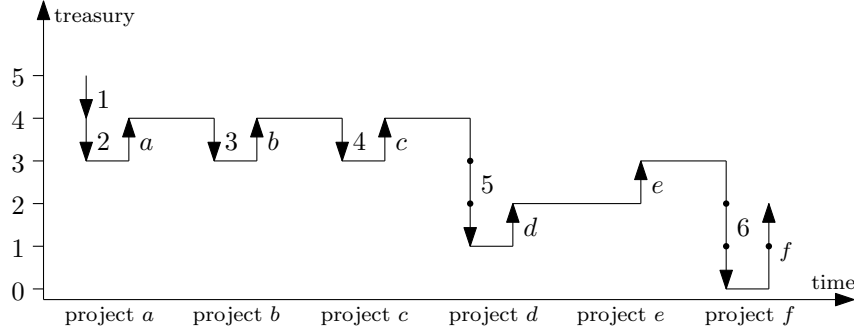 treasury
5
1
4
2 a 3 b 4 c
3
5 e
2
d 6
1
f
0
time
project a project b project c project d project e project f